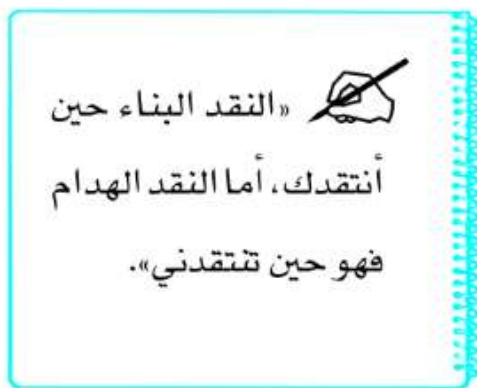 «النقد البناء حين
أنتقدك، أما النقد الهدام
فهو حين تنتقدني».